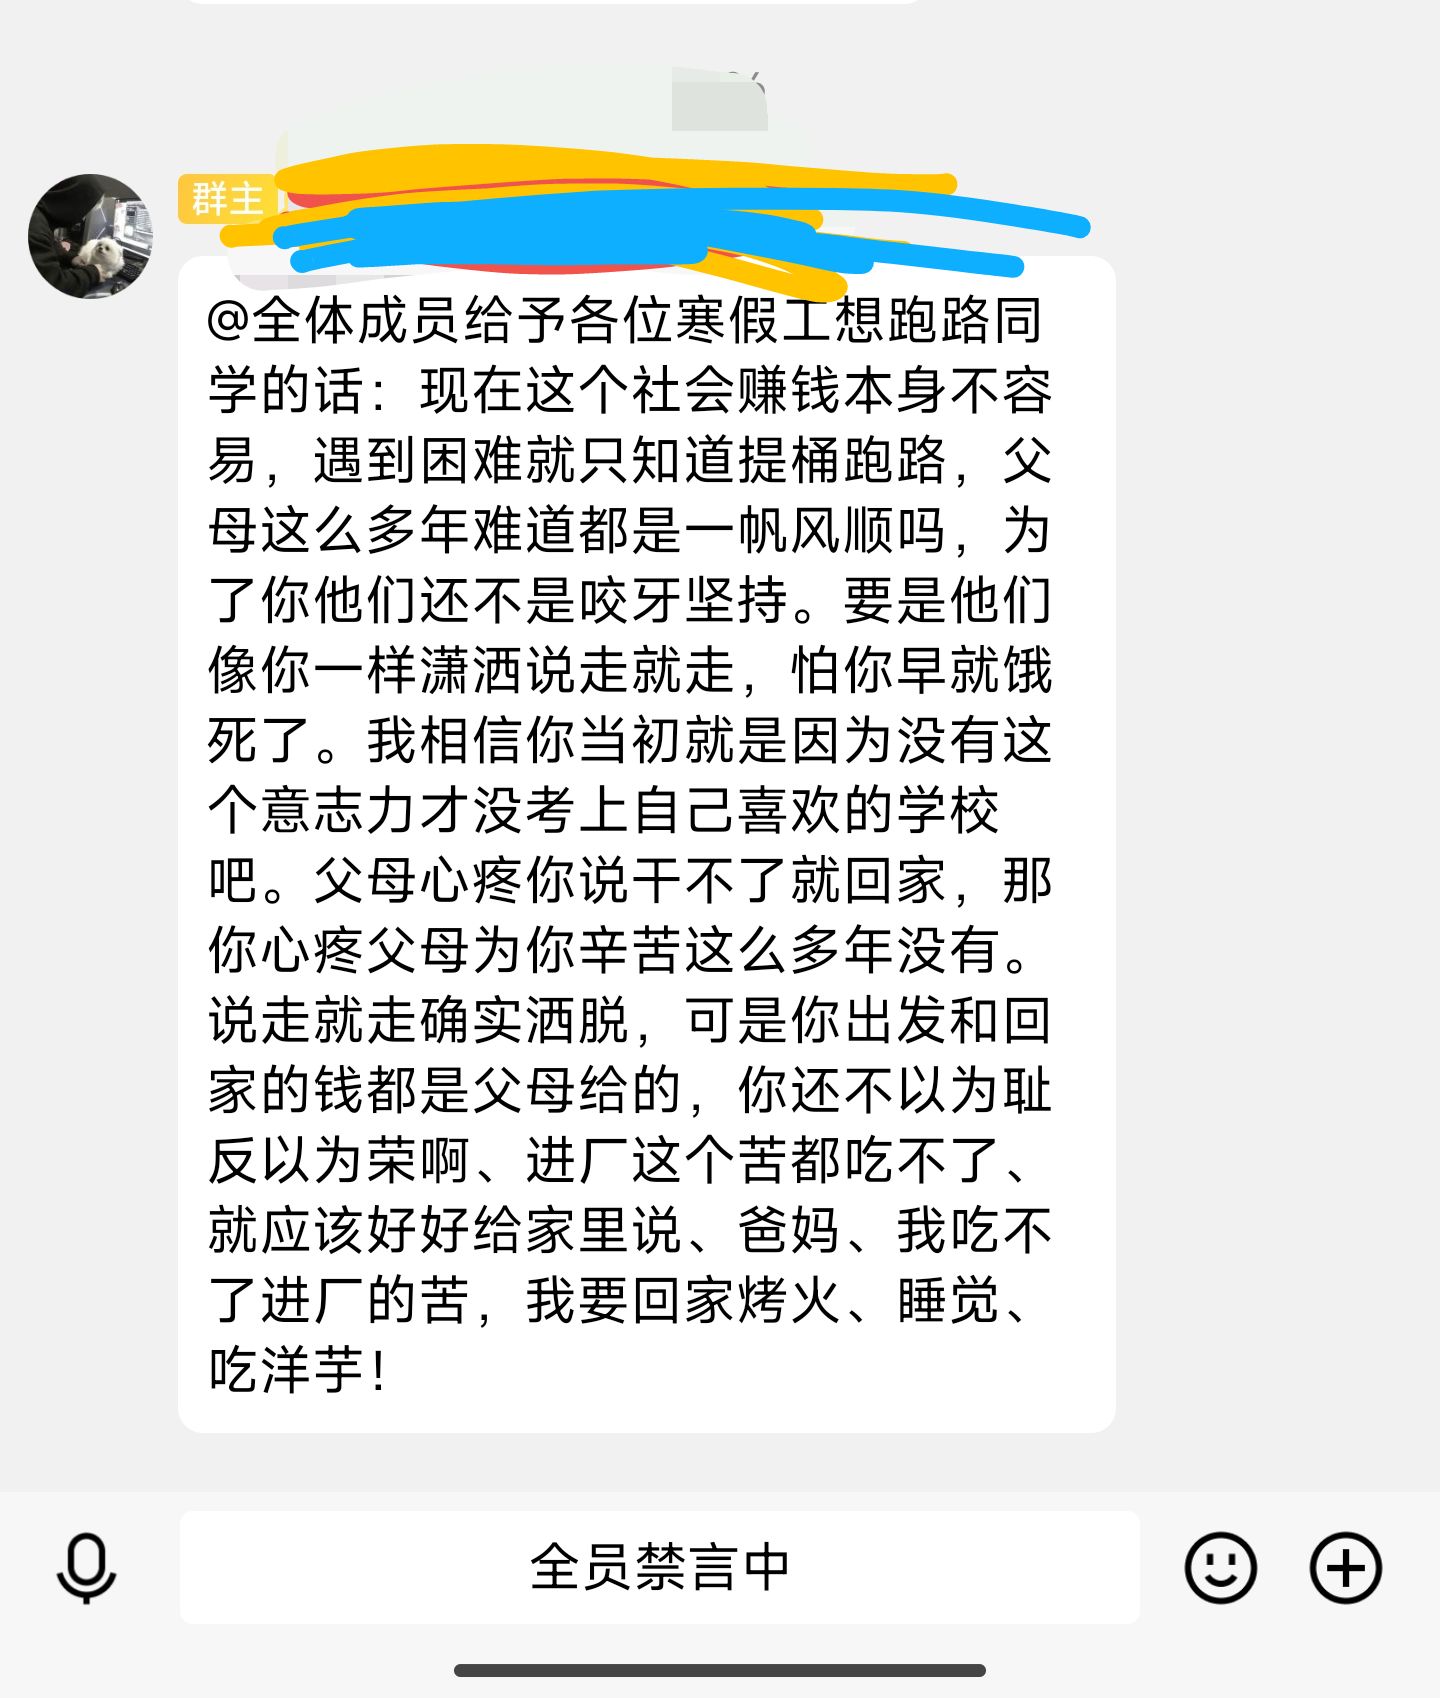 群主
@全体成员给予各位寒假工想跑路同
学的话：现在这个社会赚钱本身不容
易，遇到困难就只知道提桶跑路，父
母这么多年难道都是一帆风顺吗，为
了你他们还不是咬牙坚持。要是他们
像你一样潇洒说走就走，怕你早就饿
死了。我相信你当初就是因为没有这
个意志力才没考上自己喜欢的学校
吧。父母心疼你说干不了就回家，那
你心疼父母为你辛苦这么多年没有。
说走就走确实洒脱，可是你出发和回
家的钱都是父母给的，你还不以为耻
反以为荣啊、进厂这个苦都吃不了、
就应该好好给家里说、爸妈、我吃不
了进厂的苦，我要回家烤火、睡觉、
吃洋芋！
全员禁言中